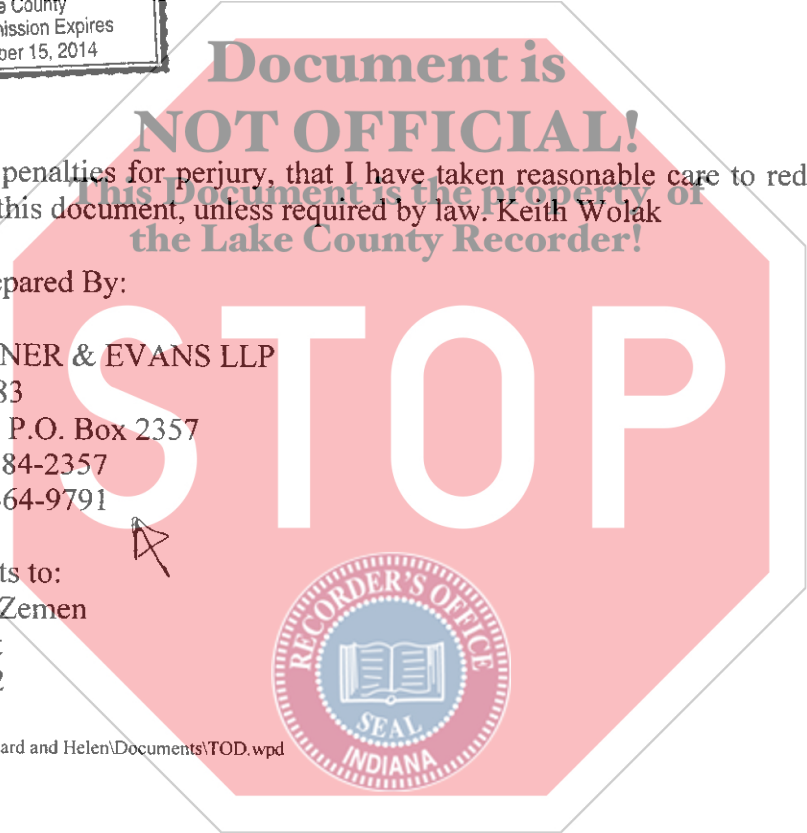 e County
ission Expires
ber 15, 2014
Document is
NOT OFFICIAL!
penalties for perjury, that I have taken reasonable care to red
This Document is the property of
this document, unless required by law. Keith Wolak
the Lake County Recorder!
epared By:
NER & EVANS LLP
83
P.O. Box 2357
84-2357
64-9791
STOP
ts to:
Zemen
RECORDER'S OFFICE
SEAL
INDIANA
ard and Helen\Documents\TOD.wpd